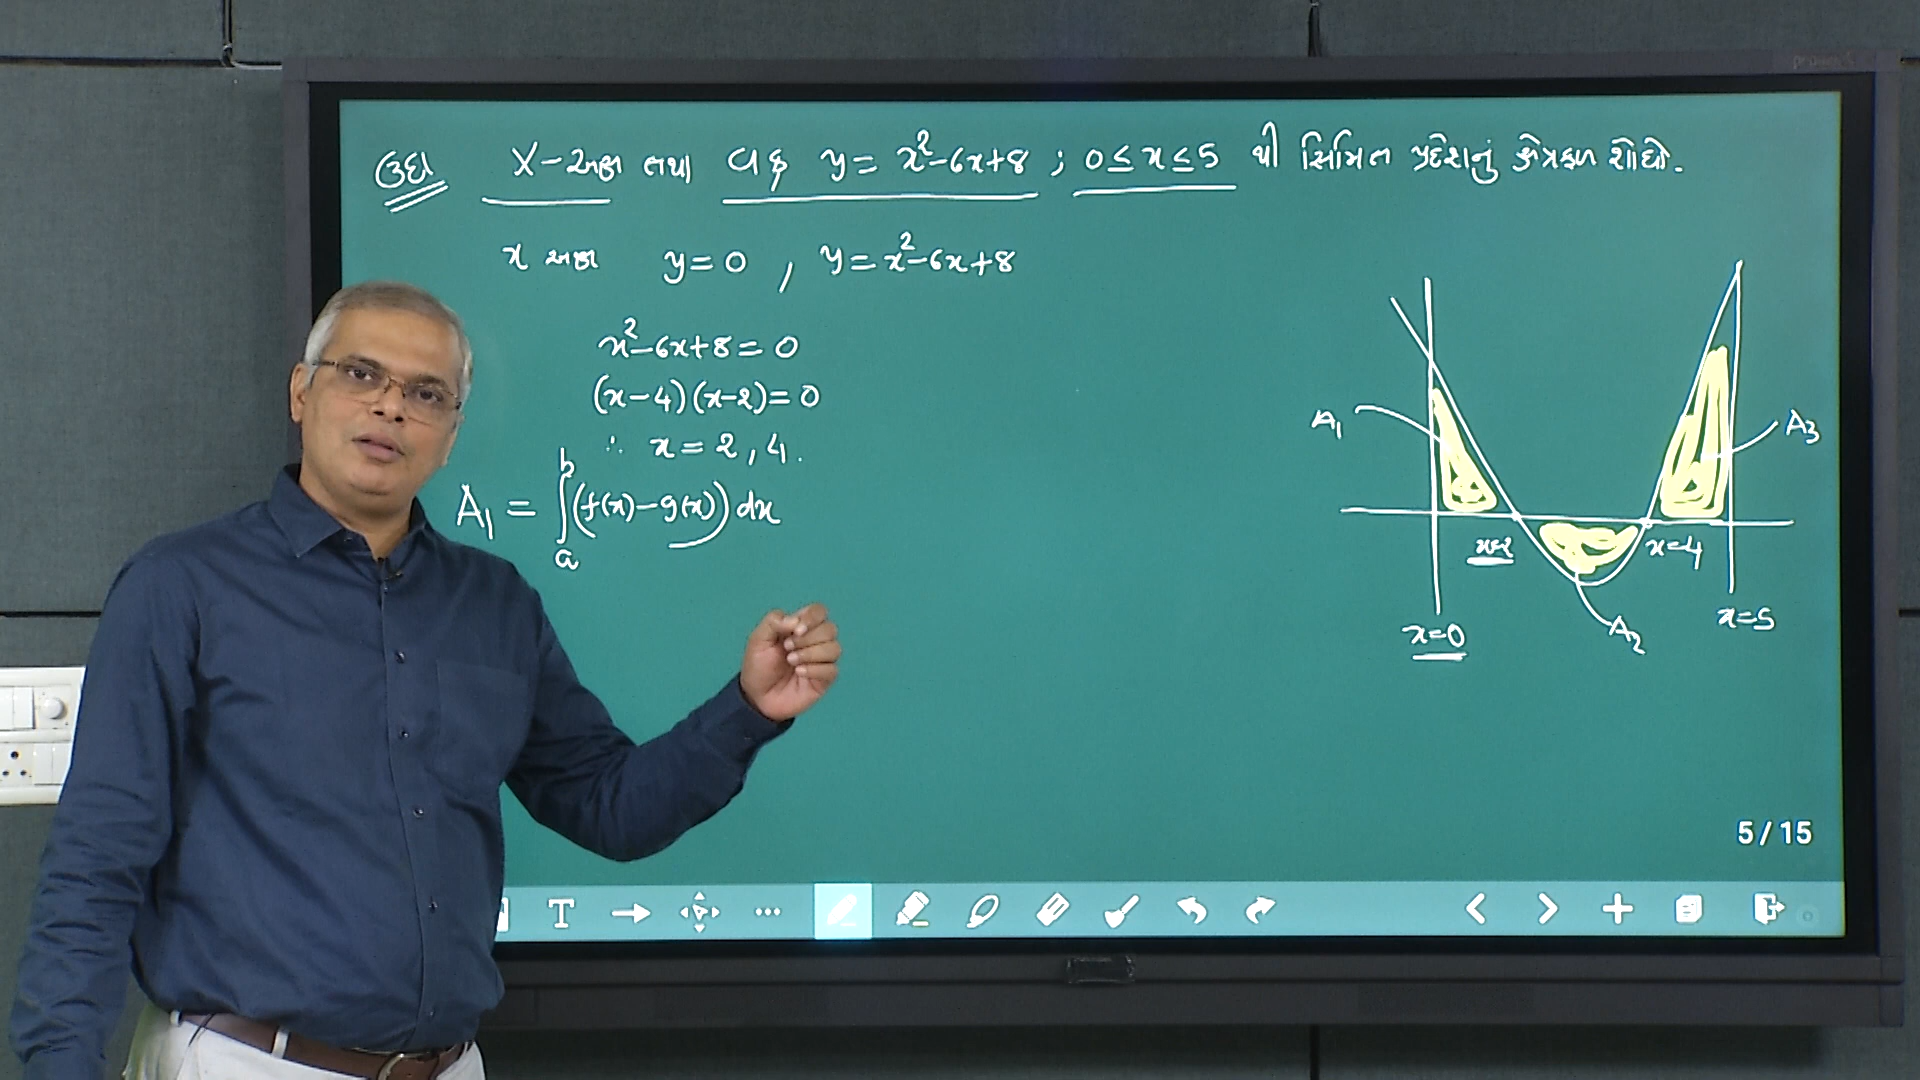 ઉદા X-અક્ષ તથા વક્ર y = x²-6x+8 ; 0 ≤ x ≤ 5 થી સિમિત પ્રદેશનું ક્ષેત્રફળ શોધો.
x અક્ષ y = 0 , y = x²-6x+8
x²-6x+8 = 0
(x-4)(x-2) = 0
∴ x = 2, 4.
A₁ = ∫ₐᵇ (f(x)-g(x)) dx
A₁
A₃
x=2
x=4
x=0
A₂
x=5
5 / 15
T